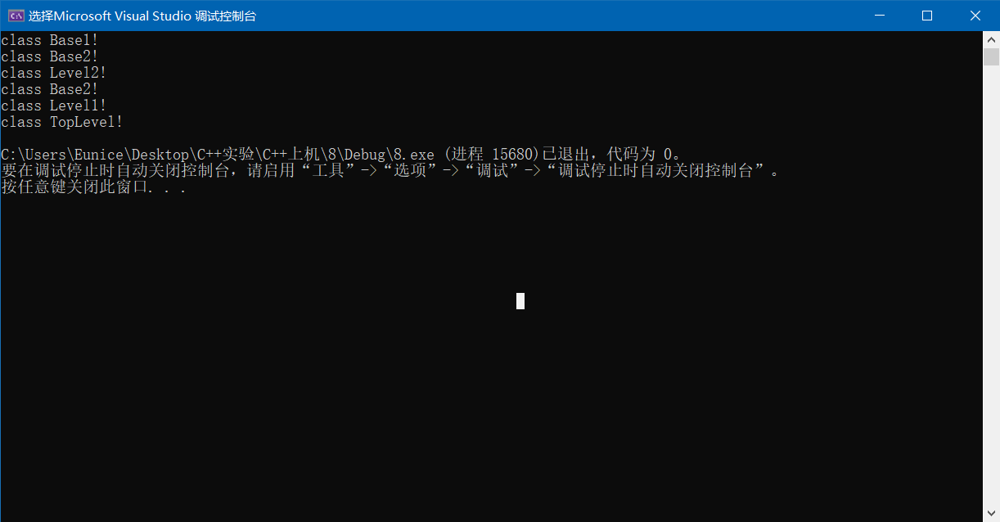 选择Microsoft Visual Studio 调试控制台
class Base1!
class Base2!
class Level2!
class Base2!
class Level1!
class TopLevel!
C:\Users\Eunice\Desktop\C++实验\C++上机\8\Debug\8.exe (进程 15680)已退出，代码为 0。
要在调试停止时自动关闭控制台，请启用“工具”->“选项”->“调试”->“调试停止时自动关闭控制台”。
按任意键关闭此窗口. . .